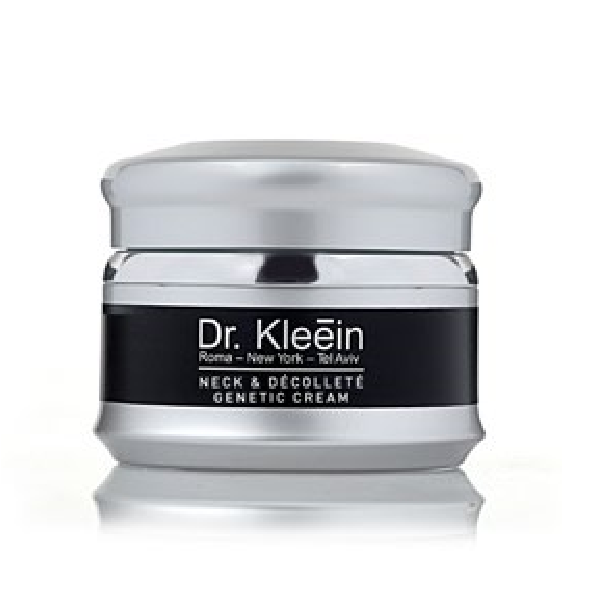 Dr. Kleēin
Roma – New York – Tel Aviv
NECK & DÉCOLLETÉ
GENETIC CREAM